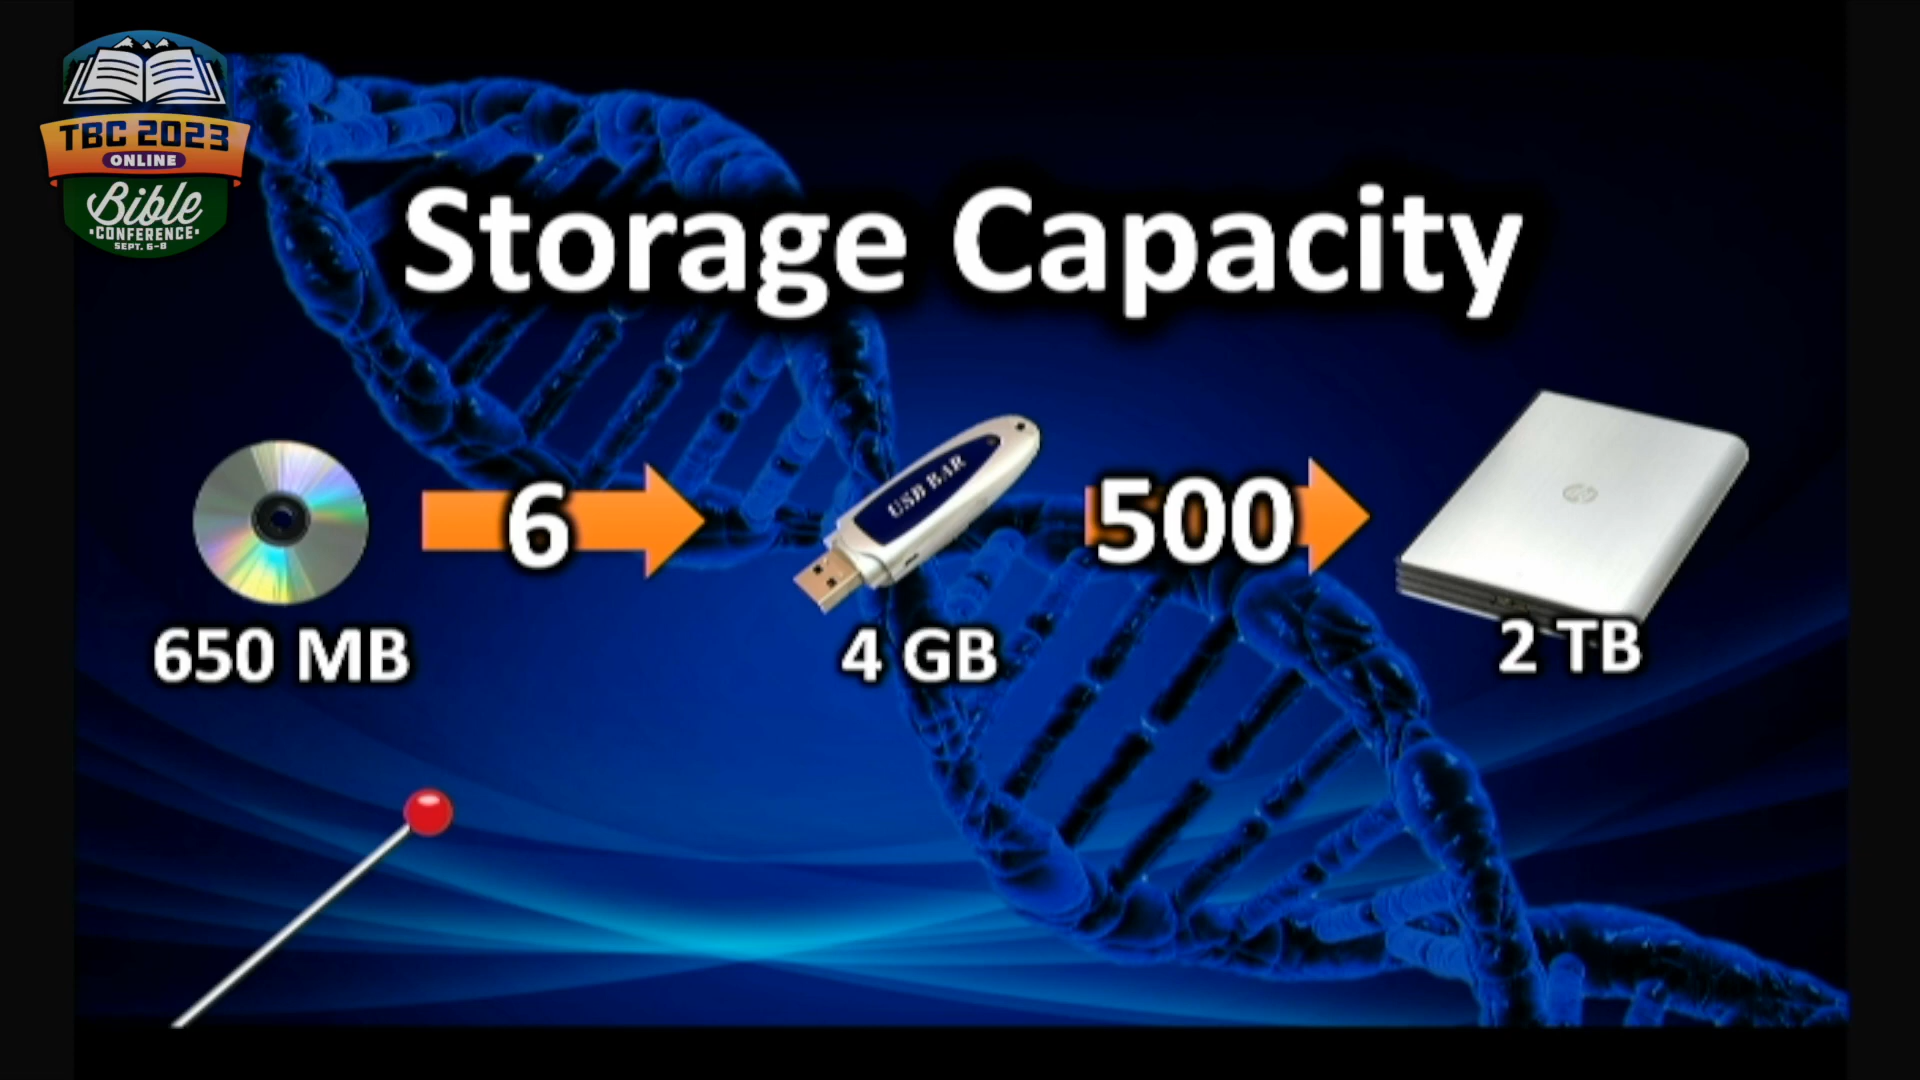 TBC 2023
ONLINE
Bible
•CONFERENCE•
SEPT. 6-8
Storage Capacity
6
USB BAR
500
hp
650 MB
4 GB
2 TB